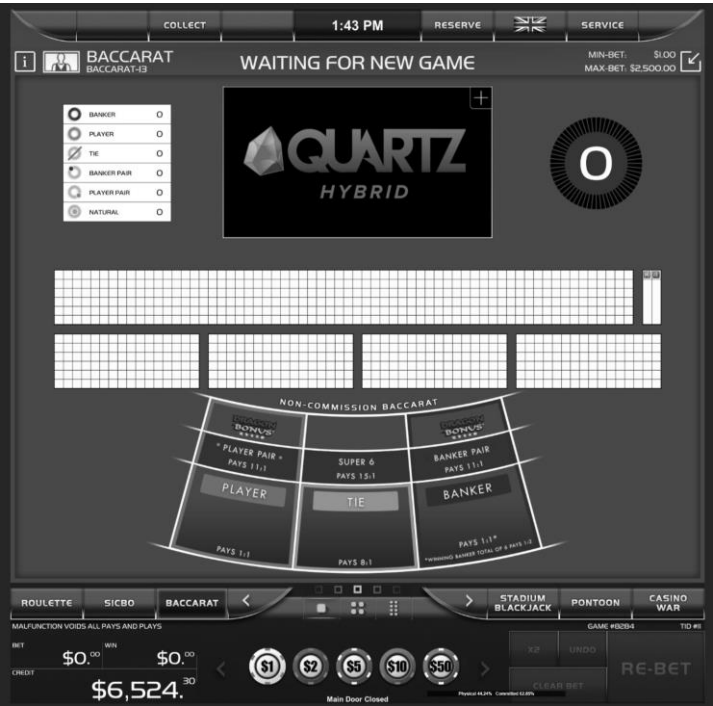 COLLECT 1:43 PM RESERVE SERVICE
i BACCARAT
BACCARAT-13
WAITING FOR NEW GAME
MIN-BET: $1.00
MAX-BET: $2,500.00
BANKER 0
PLAYER 0
TIE 0
BANKER PAIR 0
PLAYER PAIR 0
NATURAL 0
QUARTZ
HYBRID
0
NON-COMMISSION BACCARAT
DRAGON
BONUS
DRAGON
BONUS
* PLAYER PAIR *
PAYS 11:1
SUPER 6
PAYS 15:1
BANKER PAIR
PAYS 11:1
PLAYER
PAYS 1:1
TIE
PAYS 8:1
BANKER
PAYS 1:1*
*WINNING BANKER TOTAL OF 6 PAYS 1:2
ROULETTE SICBO BACCARAT < > STADIUM BLACKJACK PONTOON CASINO WAR
MALFUNCTION VOIDS ALL PAYS AND PLAYS
GAME #8284 TID #11
BET $0.00 WIN $0.00
CREDIT $6,524.30
$1 $2 $5 $10 $50
X2 UNDO
CLEAR BET
RE-BET
Main Door Closed